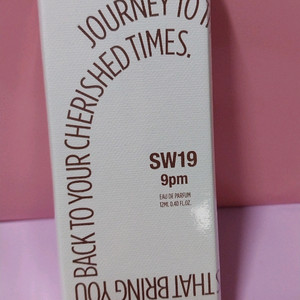 JOURNEY TO
BACK TO YOUR CHERISHED TIMES.
SW19
9pm
EAU DE PARFUM
12ML 0.40 FL.OZ.
THAT BRING YOU